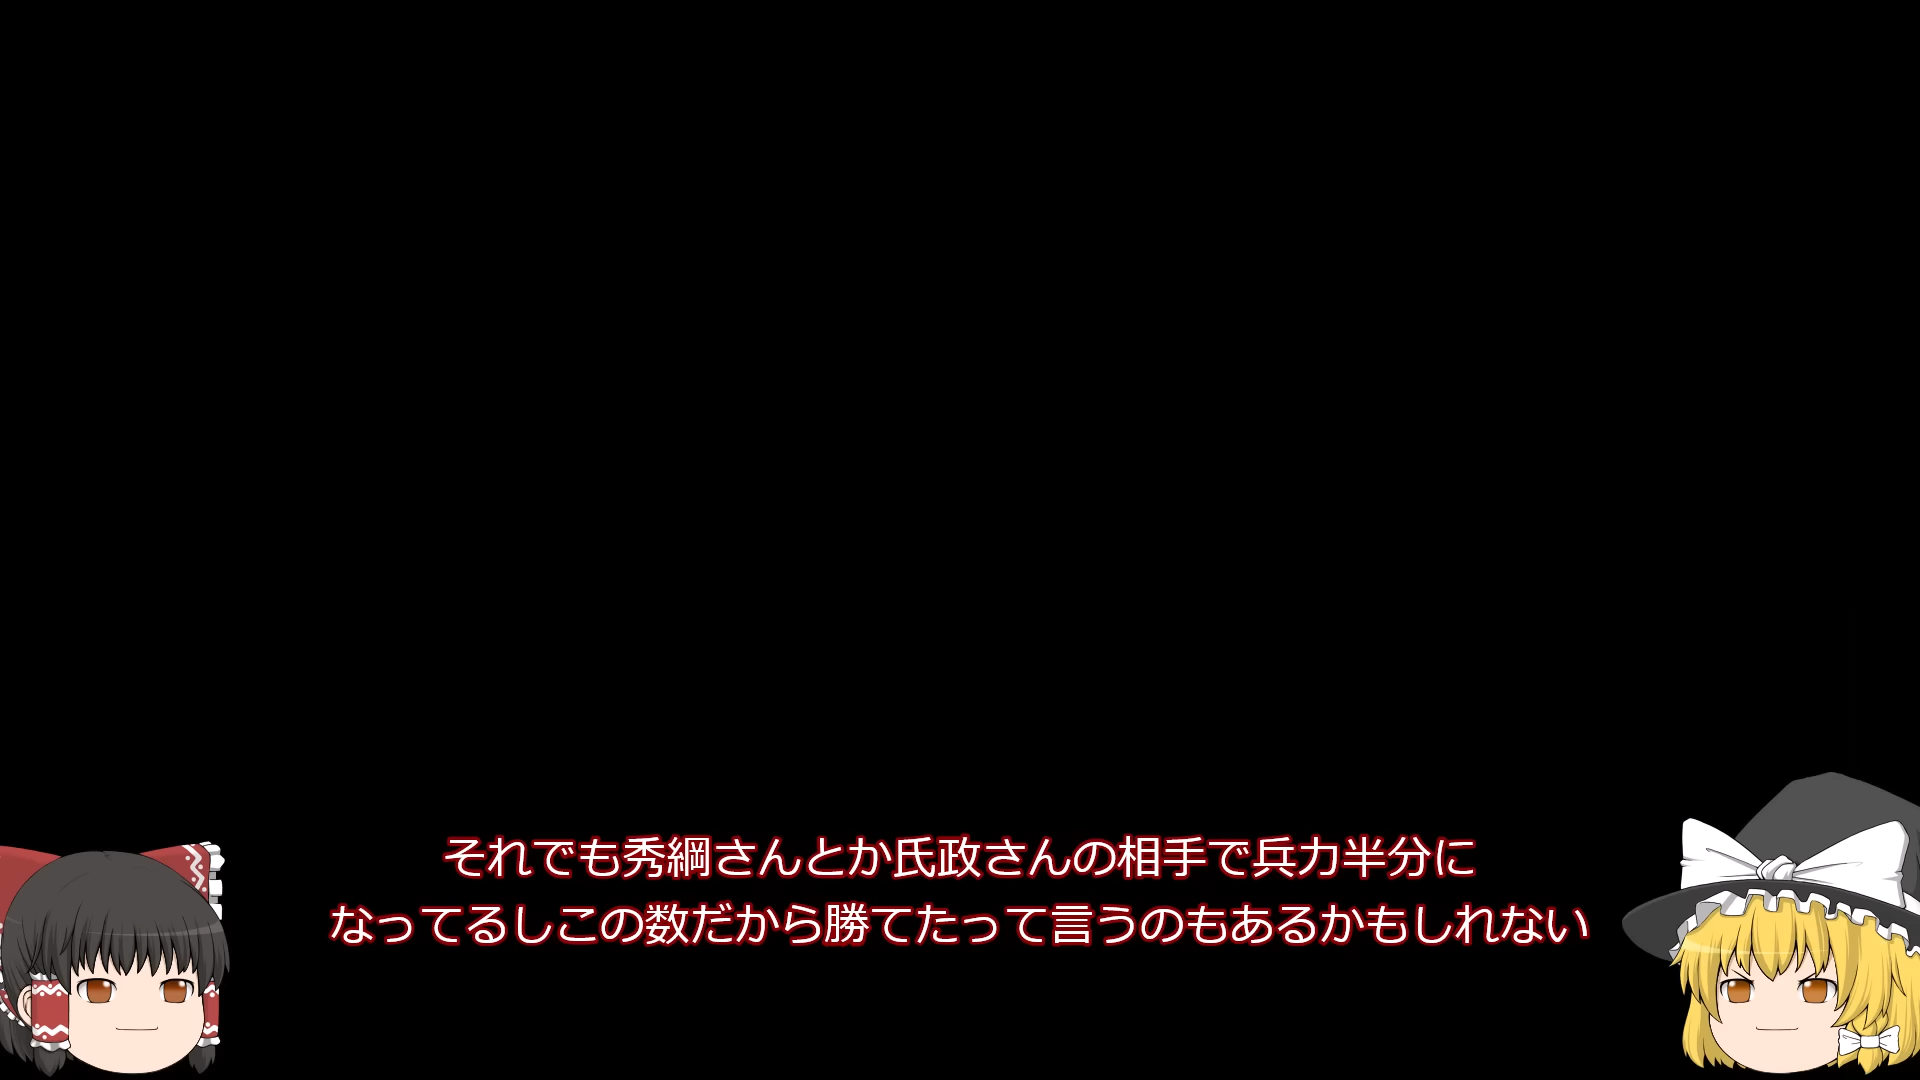 それでも秀綱さんとか氏政さんの相手で兵力半分に
なってるしこの数だから勝てたって言うのもあるかもしれない